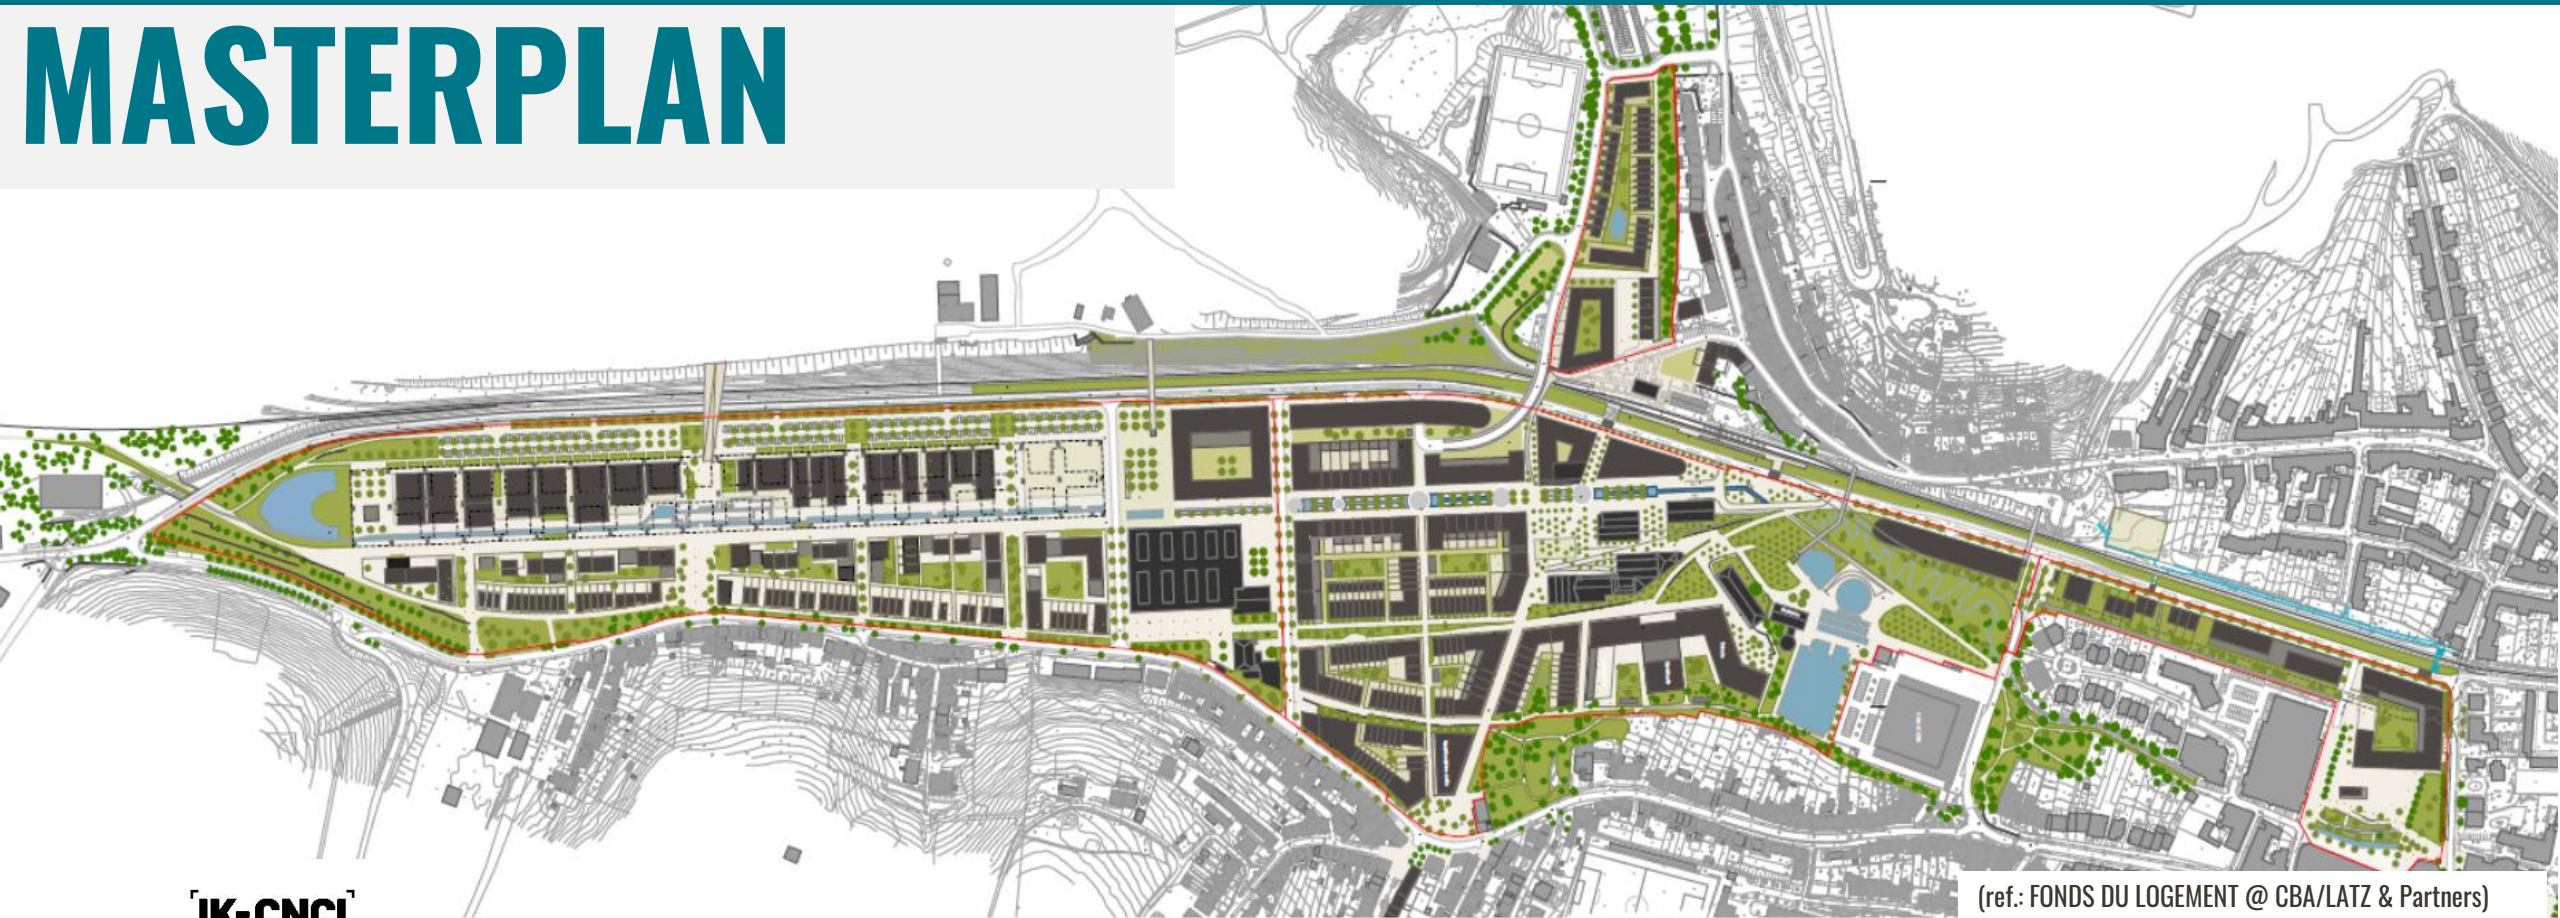 MASTERPLAN
(ref.: FONDS DU LOGEMENT @ CBA/LATZ & Partners)